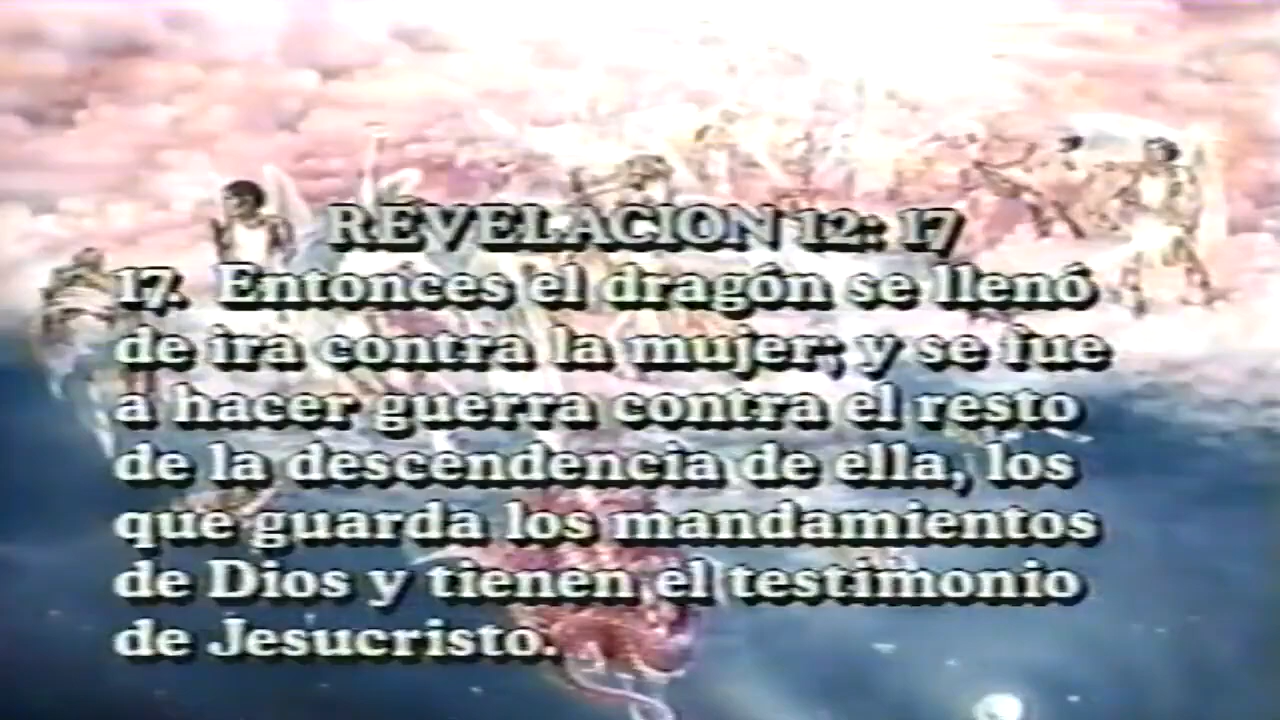 REVELACION 12: 17
17. Entonces el dragón se llenó
de ira contra la mujer; y se fue
a hacer guerra contra el resto
de la descendencia de ella, los
que guarda los mandamientos
de Dios y tienen el testimonio
de Jesucristo.